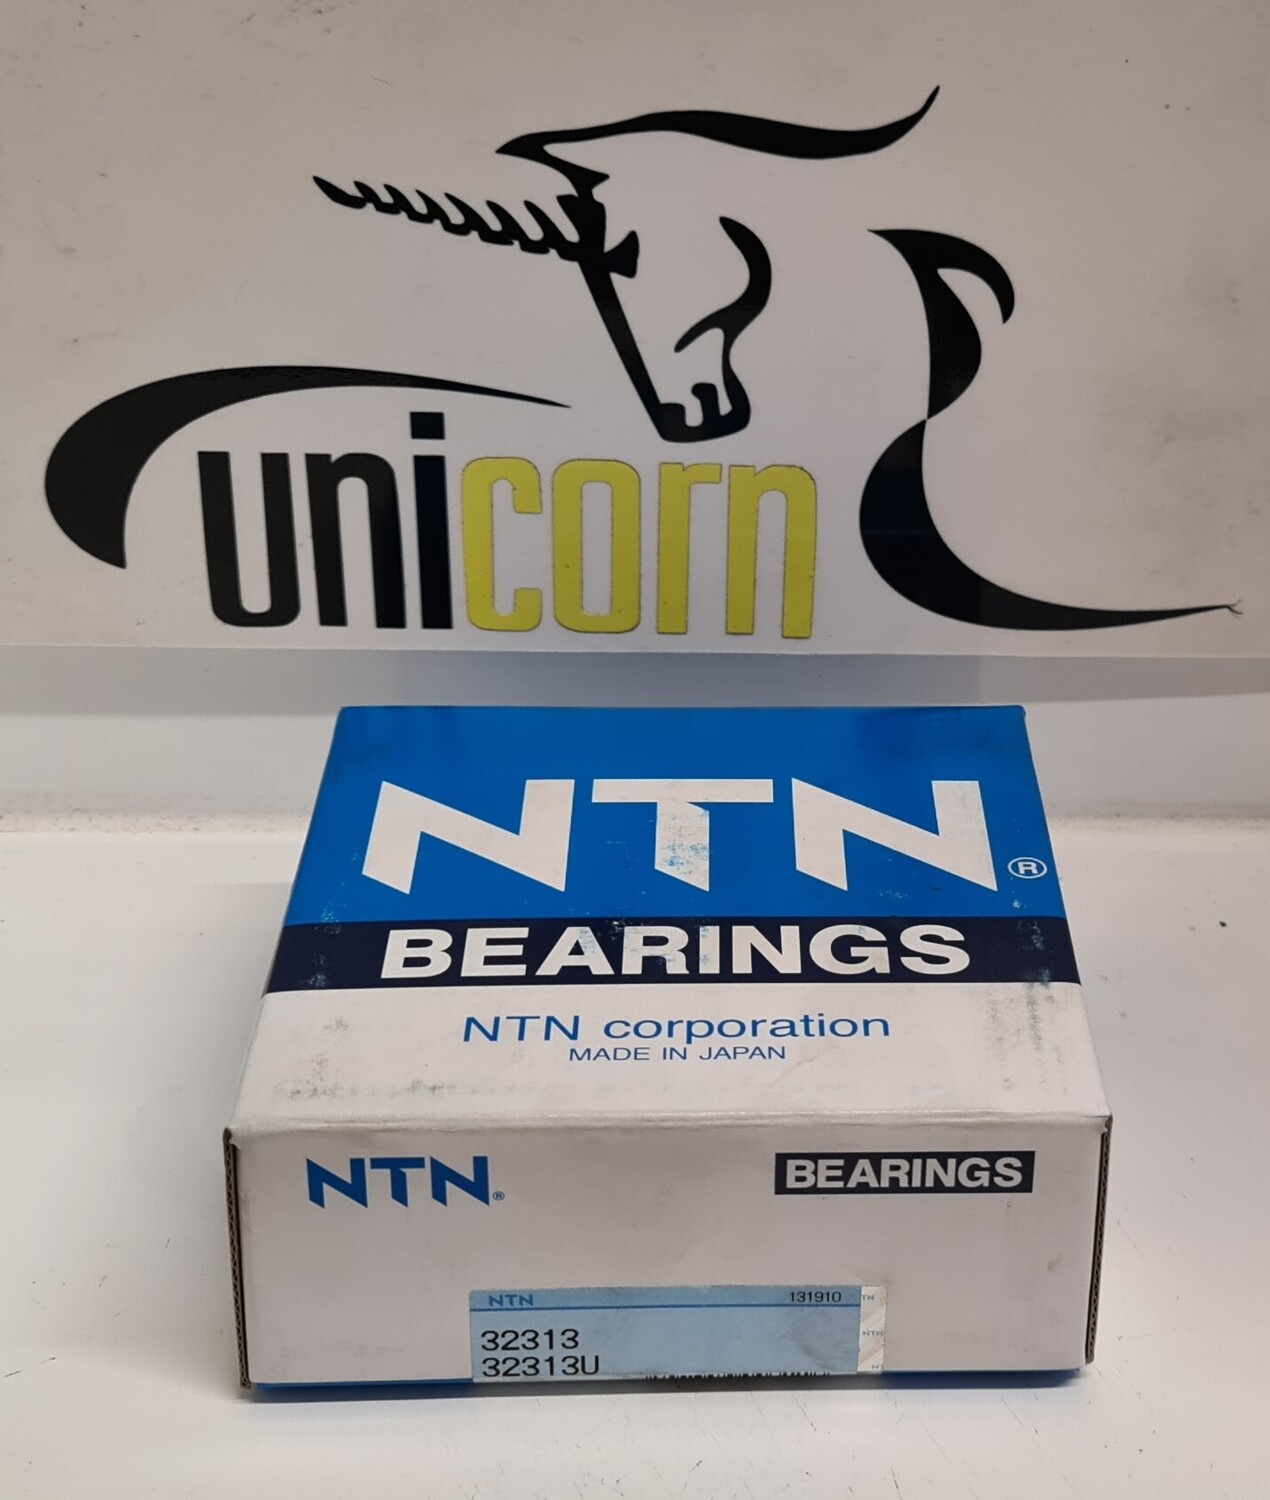 unicorn
NTN®
BEARINGS
NTN corporation
MADE IN JAPAN
NTN® BEARINGS
NTN 131910
32313
32313U